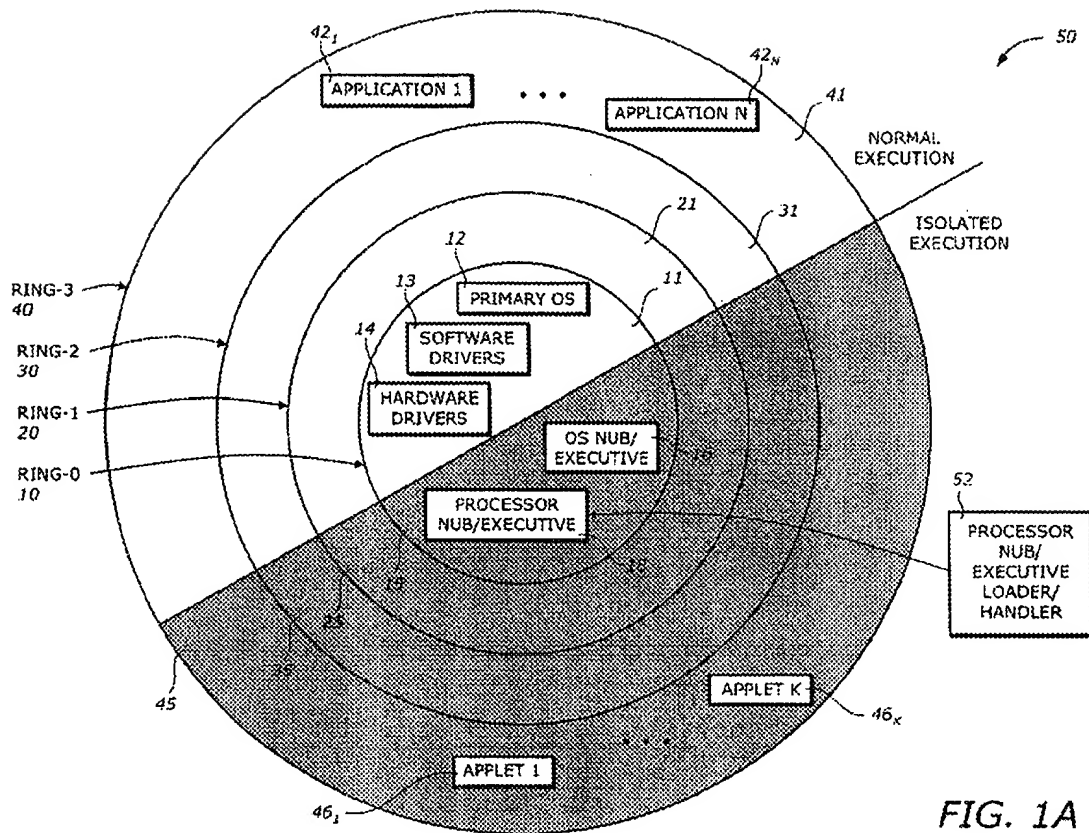 42₁
50
42ₙ
APPLICATION 1
• • •
APPLICATION N
41
NORMAL
EXECUTION
ISOLATED
EXECUTION
21
31
12
11
13
PRIMARY OS
RING-3
40
14
SOFTWARE
DRIVERS
RING-2
30
HARDWARE
DRIVERS
RING-1
20
OS NUB/
EXECUTIVE
16
RING-0
10
52
PROCESSOR
NUB/EXECUTIVE
PROCESSOR
NUB/
EXECUTIVE
LOADER/
HANDLER
25
35
45
APPLET K
46ₖ
APPLET 1
46₁
FIG. 1A